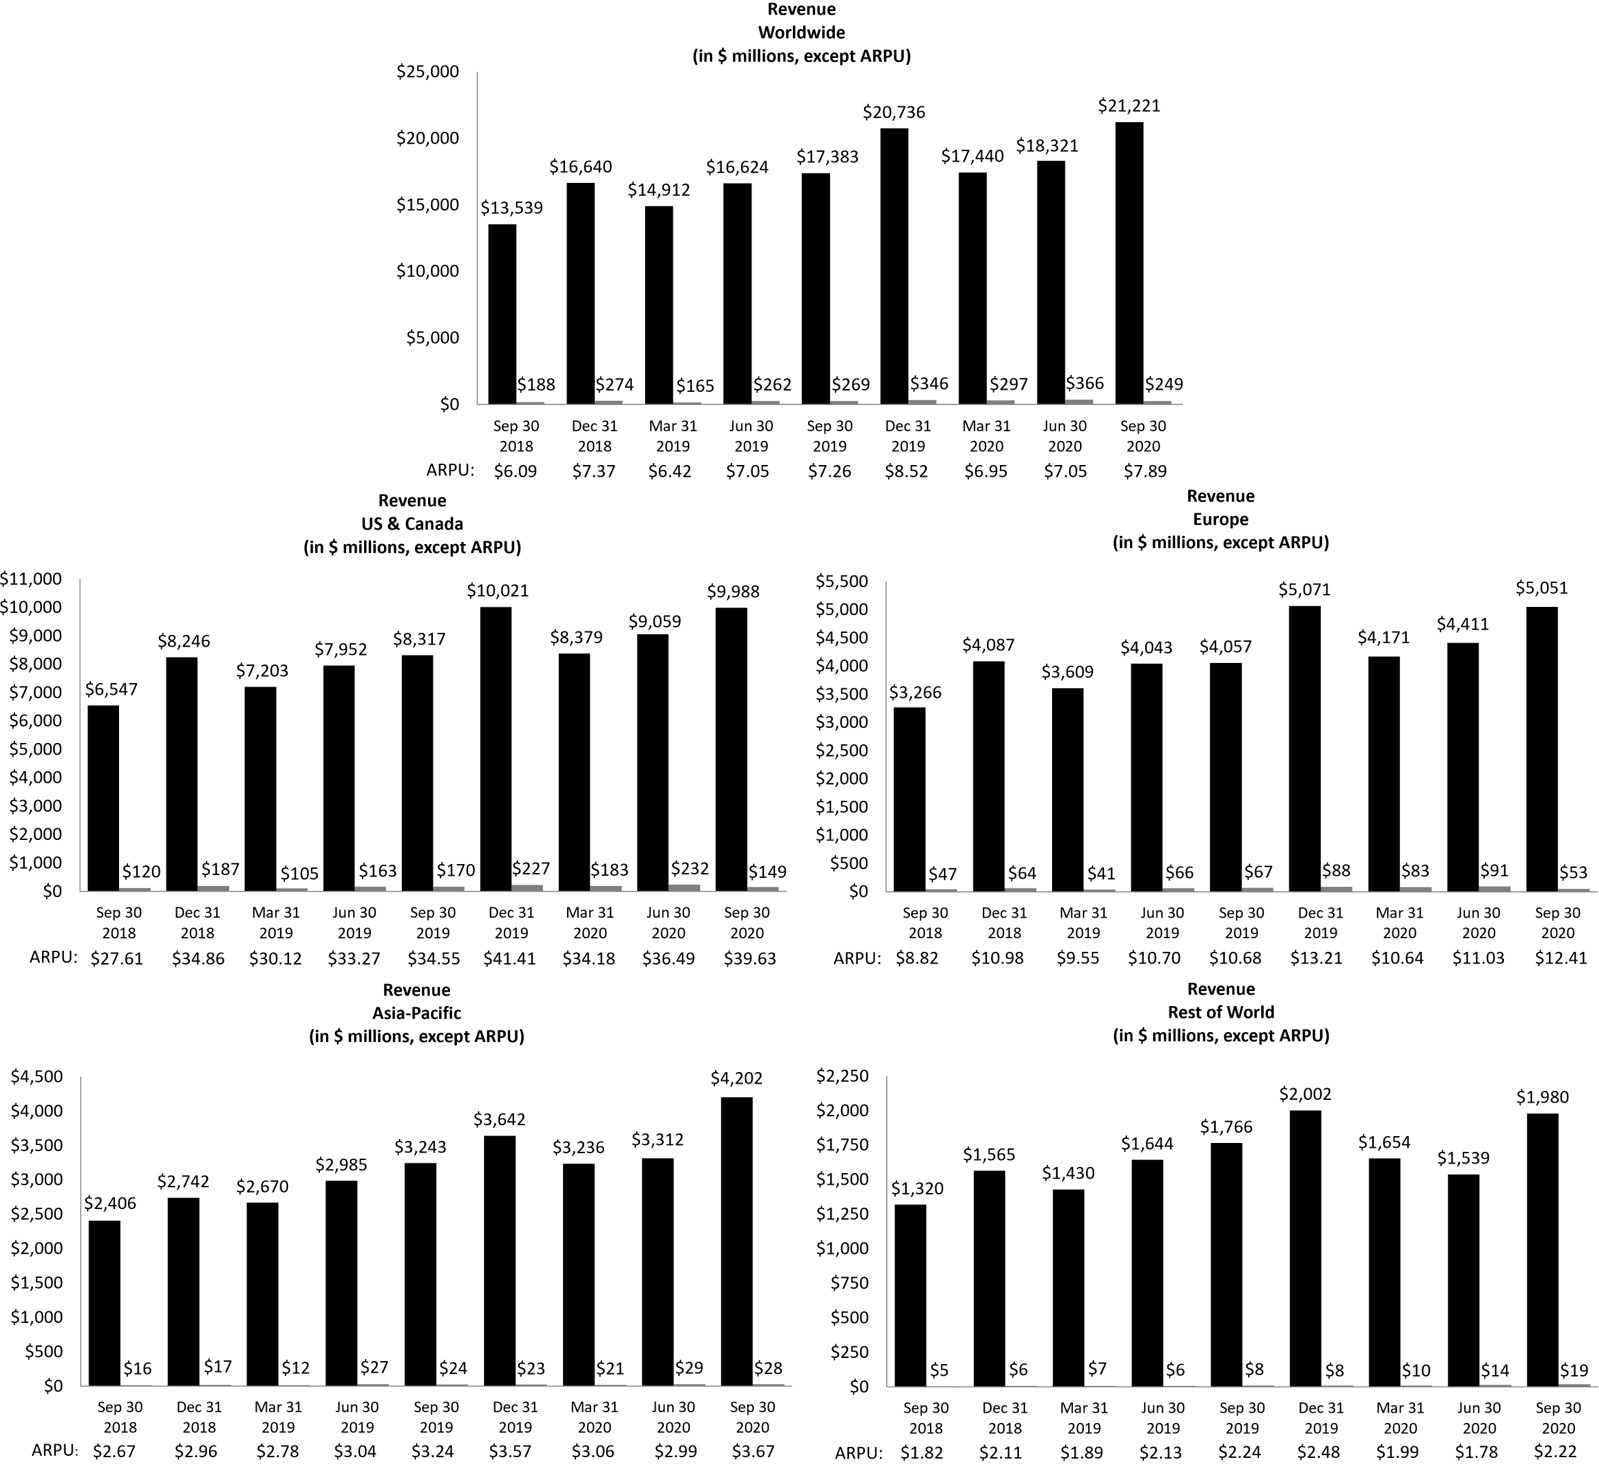 Revenue
Worldwide
(in $ millions, except ARPU)
$25,000
$20,000
$15,000
$10,000
$5,000
$0
$13,539 $16,640 $14,912 $16,624 $17,383 $20,736 $17,440 $18,321 $21,221
$188 $274 $165 $262 $269 $346 $297 $366 $249
Sep 30 Dec 31 Mar 31 Jun 30 Sep 30 Dec 31 Mar 31 Jun 30 Sep 30
2018 2018 2019 2019 2019 2019 2020 2020 2020
ARPU: $6.09 $7.37 $6.42 $7.05 $7.26 $8.52 $6.95 $7.05 $7.89
Revenue
US & Canada
(in $ millions, except ARPU)
$11,000
$10,000
$9,000
$8,000
$7,000
$6,000
$5,000
$4,000
$3,000
$2,000
$1,000
$0
$6,547 $8,246 $7,203 $7,952 $8,317 $10,021 $8,379 $9,059 $9,988
$120 $187 $105 $163 $170 $227 $183 $232 $149
Sep 30 Dec 31 Mar 31 Jun 30 Sep 30 Dec 31 Mar 31 Jun 30 Sep 30
2018 2018 2019 2019 2019 2019 2020 2020 2020
ARPU: $27.61 $34.86 $30.12 $33.27 $34.55 $41.41 $34.18 $36.49 $39.63
Revenue
Europe
(in $ millions, except ARPU)
$5,500
$5,000
$4,500
$4,000
$3,500
$3,000
$2,500
$2,000
$1,500
$1,000
$500
$0
$3,266 $4,087 $3,609 $4,043 $4,057 $5,071 $4,171 $4,411 $5,051
$47 $64 $41 $66 $67 $88 $83 $91 $53
Sep 30 Dec 31 Mar 31 Jun 30 Sep 30 Dec 31 Mar 31 Jun 30 Sep 30
2018 2018 2019 2019 2019 2019 2020 2020 2020
ARPU: $8.82 $10.98 $9.55 $10.70 $10.68 $13.21 $10.64 $11.03 $12.41
Revenue
Asia-Pacific
(in $ millions, except ARPU)
$4,500
$4,000
$3,500
$3,000
$2,500
$2,000
$1,500
$1,000
$500
$0
$2,406 $2,742 $2,670 $2,985 $3,243 $3,642 $3,236 $3,312 $4,202
$16 $17 $12 $27 $24 $23 $21 $29 $28
Sep 30 Dec 31 Mar 31 Jun 30 Sep 30 Dec 31 Mar 31 Jun 30 Sep 30
2018 2018 2019 2019 2019 2019 2020 2020 2020
ARPU: $2.67 $2.96 $2.78 $3.04 $3.24 $3.57 $3.06 $2.99 $3.67
Revenue
Rest of World
(in $ millions, except ARPU)
$2,250
$2,000
$1,750
$1,500
$1,250
$1,000
$750
$500
$250
$0
$1,320 $1,565 $1,430 $1,644 $1,766 $2,002 $1,654 $1,539 $1,980
$5 $6 $7 $6 $8 $8 $10 $14 $19
Sep 30 Dec 31 Mar 31 Jun 30 Sep 30 Dec 31 Mar 31 Jun 30 Sep 30
2018 2018 2019 2019 2019 2019 2020 2020 2020
ARPU: $1.82 $2.11 $1.89 $2.13 $2.24 $2.48 $1.99 $1.78 $2.22